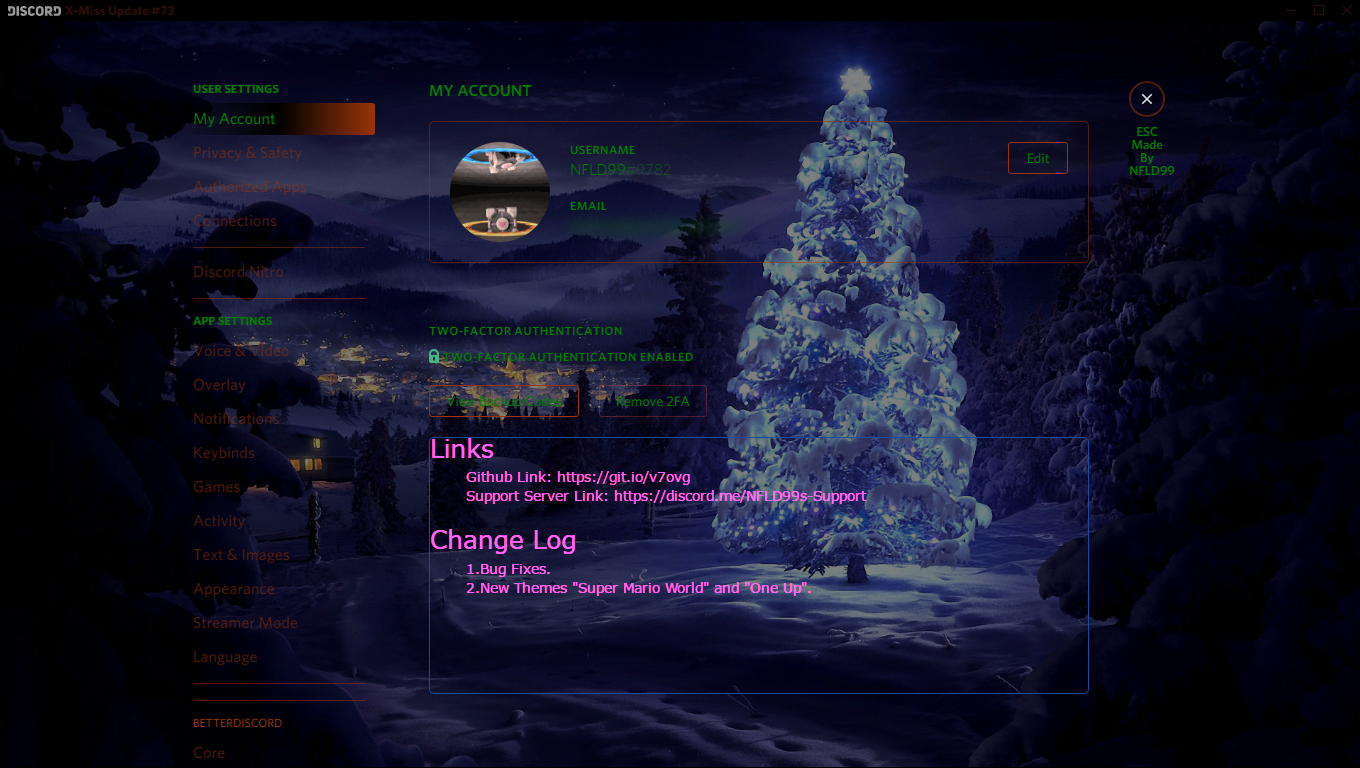 DISCORD X-Miss Update #73
USER SETTINGS
My Account
Privacy & Safety
Authorized Apps
Connections
Discord Nitro
APP SETTINGS
Voice & Video
Overlay
Notifications
Keybinds
Games
Activity
Text & Images
Appearance
Streamer Mode
Language
BETTERDISCORD
Core
MY ACCOUNT
USERNAME
NFLD99#0782
EMAIL
Edit
TWO-FACTOR AUTHENTICATION
TWO-FACTOR AUTHENTICATION ENABLED
View Backup Codes
Remove 2FA
Links
Github Link: https://git.io/v7ovg
Support Server Link: https://discord.me/NFLD99s-Support
Change Log
1.Bug Fixes.
2.New Themes "Super Mario World" and "One Up".
ESC
Made
By
NFLD99